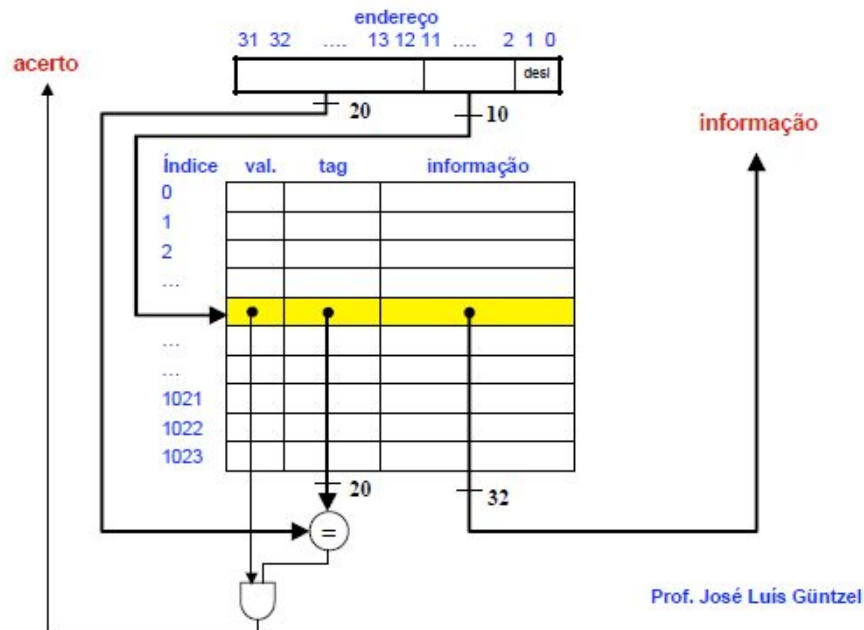 endereço
31 32 .... 13 12 11 .... 2 1 0
acerto
desl
20
10
informação
Índice val. tag informação
0
1
2
...
...
...
1021
1022
1023
20
32
=
Prof. José Luís Güntzel